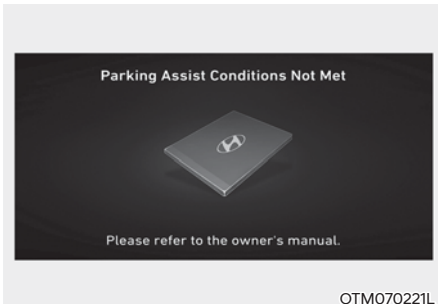 Parking Assist Conditions Not Met
Please refer to the owner's manual.
OTM070221L